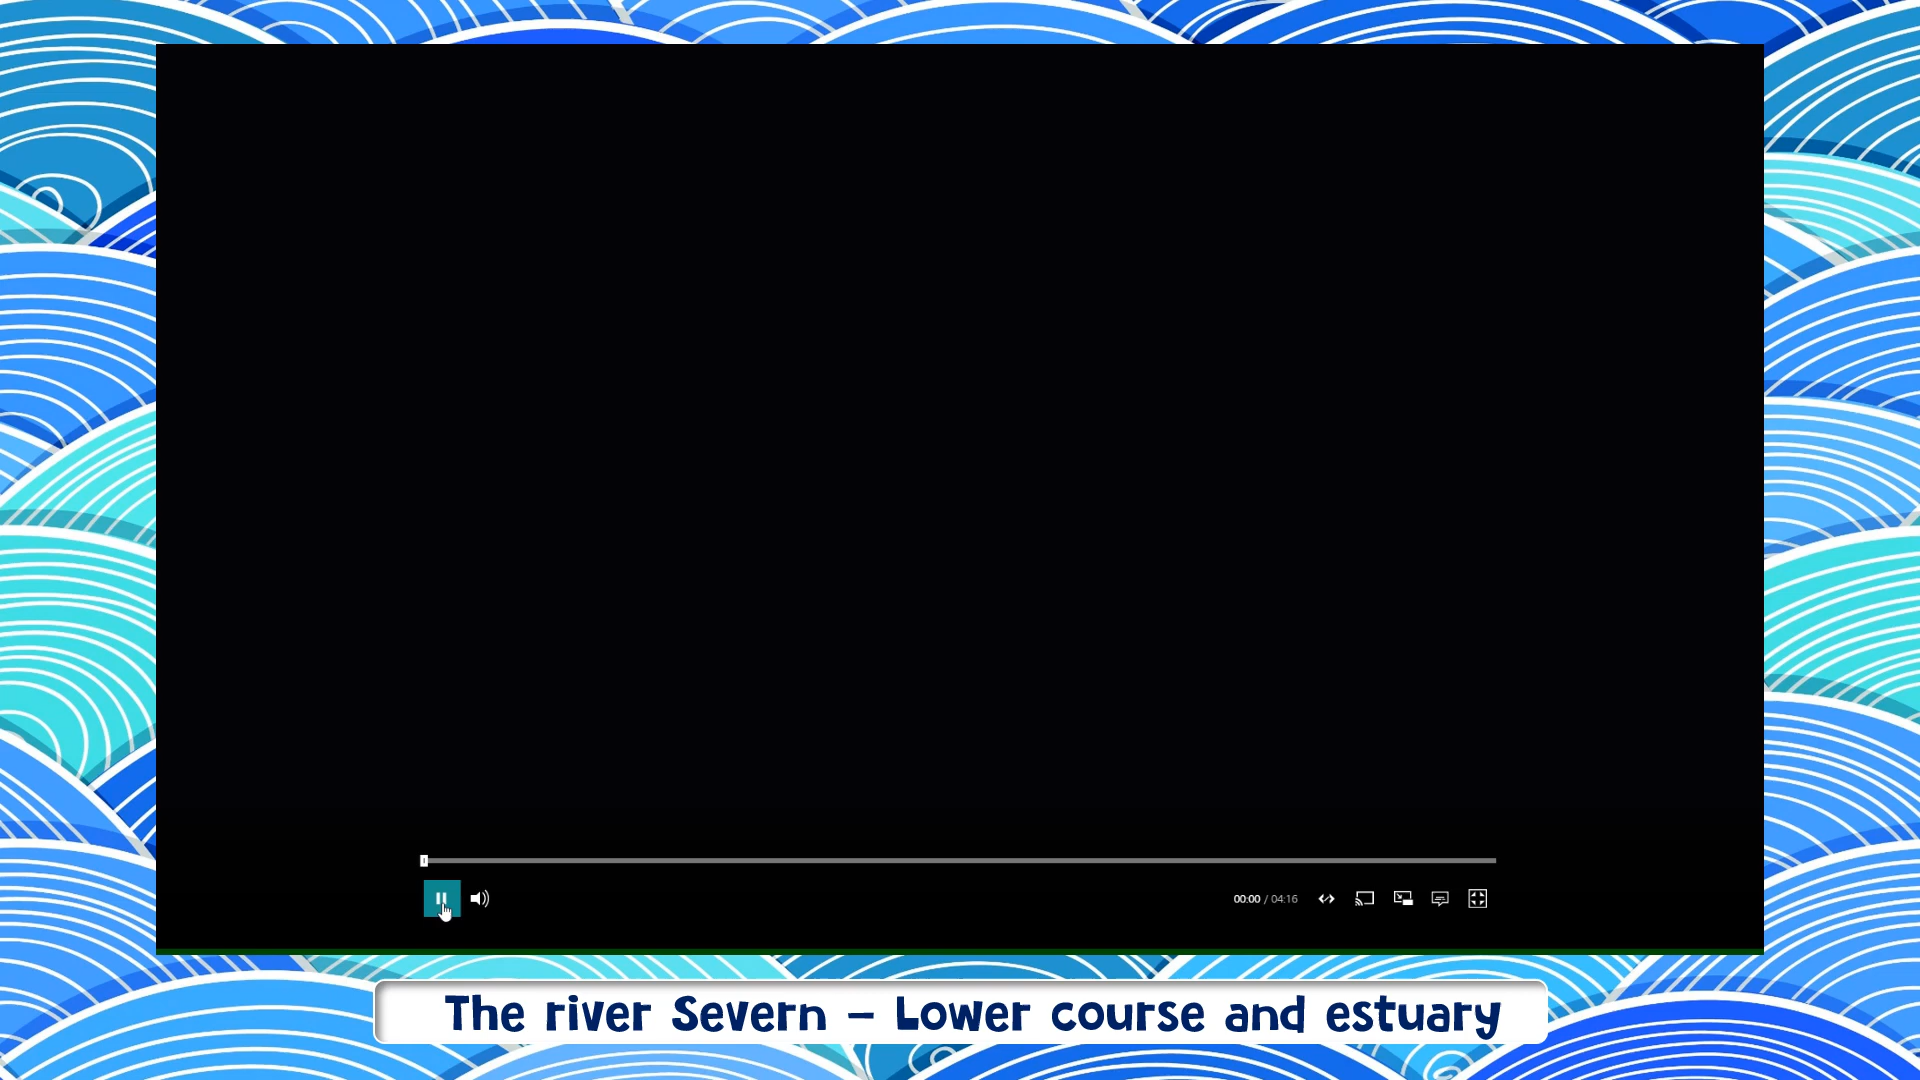 00:00 / 04:16
The river Severn – Lower course and estuary